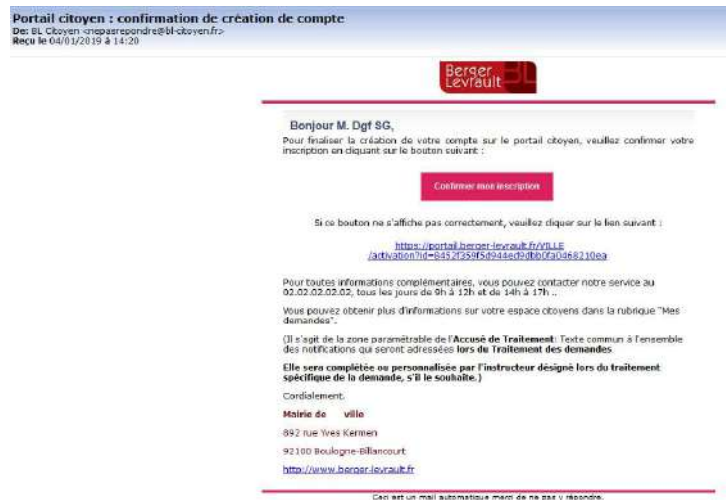 Portail citoyen : confirmation de création de compte
De: BL Citoyen <nepasrepondre@bl-citoyen.fr>
Reçu le 04/01/2019 à 14:20
Berger
Levrault
BL
Bonjour M. Dgf SG,
Pour finaliser la création de votre compte sur le portail citoyen, veuillez confirmer votre
inscription en cliquant sur le bouton suivant :
Confirmer mon inscription
Si ce bouton ne s'affiche pas correctement, veuillez cliquer sur le lien suivant :
https://portail.berger-levrault.fr/VILLE
/activation?id=8452f359f5d944ed9dbb0fa0468210ea
Pour toutes informations complémentaires, vous pouvez contacter notre service au
02.02.02.02.02, tous les jours de 9h à 12h et de 14h à 17h ..
Vous pouvez obtenir plus d'informations sur votre espace citoyens dans la rubrique "Mes
demandes".
(Il s'agit de la zone paramétrable de l'Accusé de Traitement: Texte commun à l'ensemble
des notifications qui seront adressées lors du Traitement des demandes.
Elle sera complétée ou personnalisée par l'instructeur désigné lors du traitement
spécifique de la demande, s'il le souhaite.)
Cordialement.
Mairie de ville
892 rue Yves Kermen
92100 Boulogne-Billancourt
http://www.berger-levrault.fr
Ceci est un mail automatique merci de ne pas y répondre.